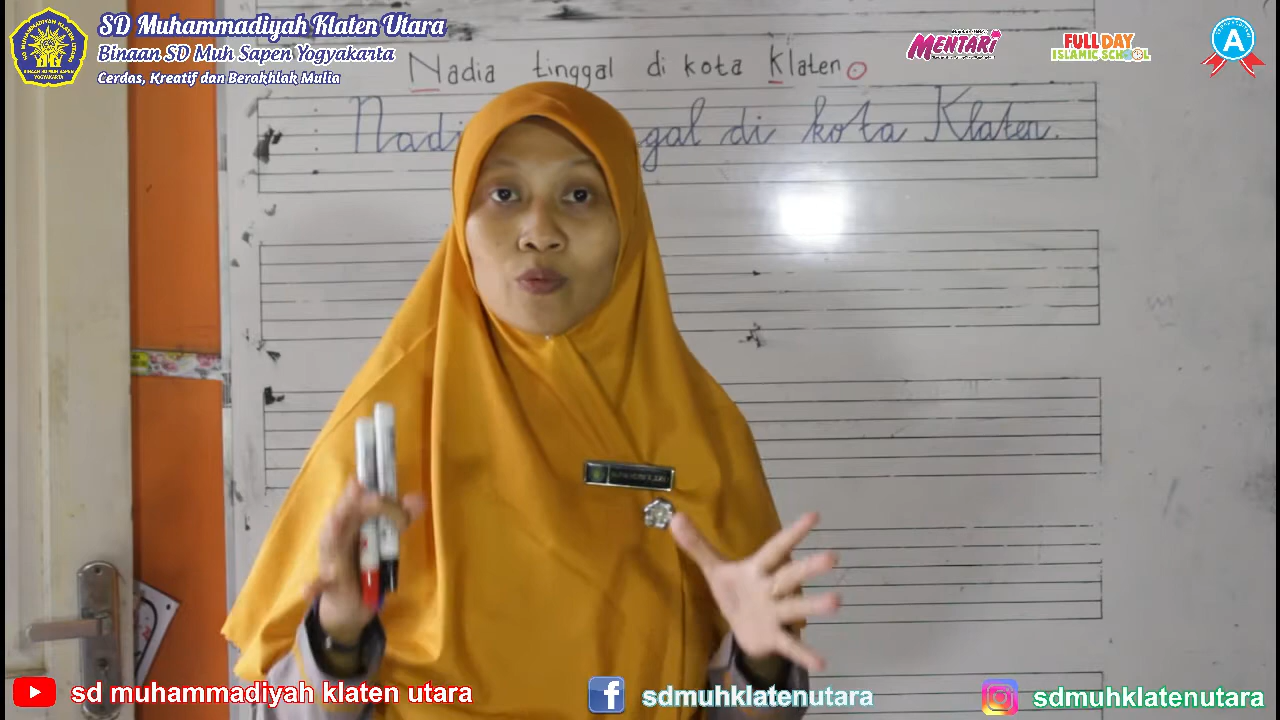 SD Muhammadiyah Klaten Utara
Binaan SD Muh Sapen Yogyakarta
Cerdas, Kreatif dan Berakhlak Mulia
MENTARI
FULL DAY
ISLAMIC SCHOOL
A
Nadia tinggal di kota Klaten.
Nadi gal di kota Klaten.
sd muhammadiyah klaten utara
sdmuhklatenutara
sdmuhklatenutara